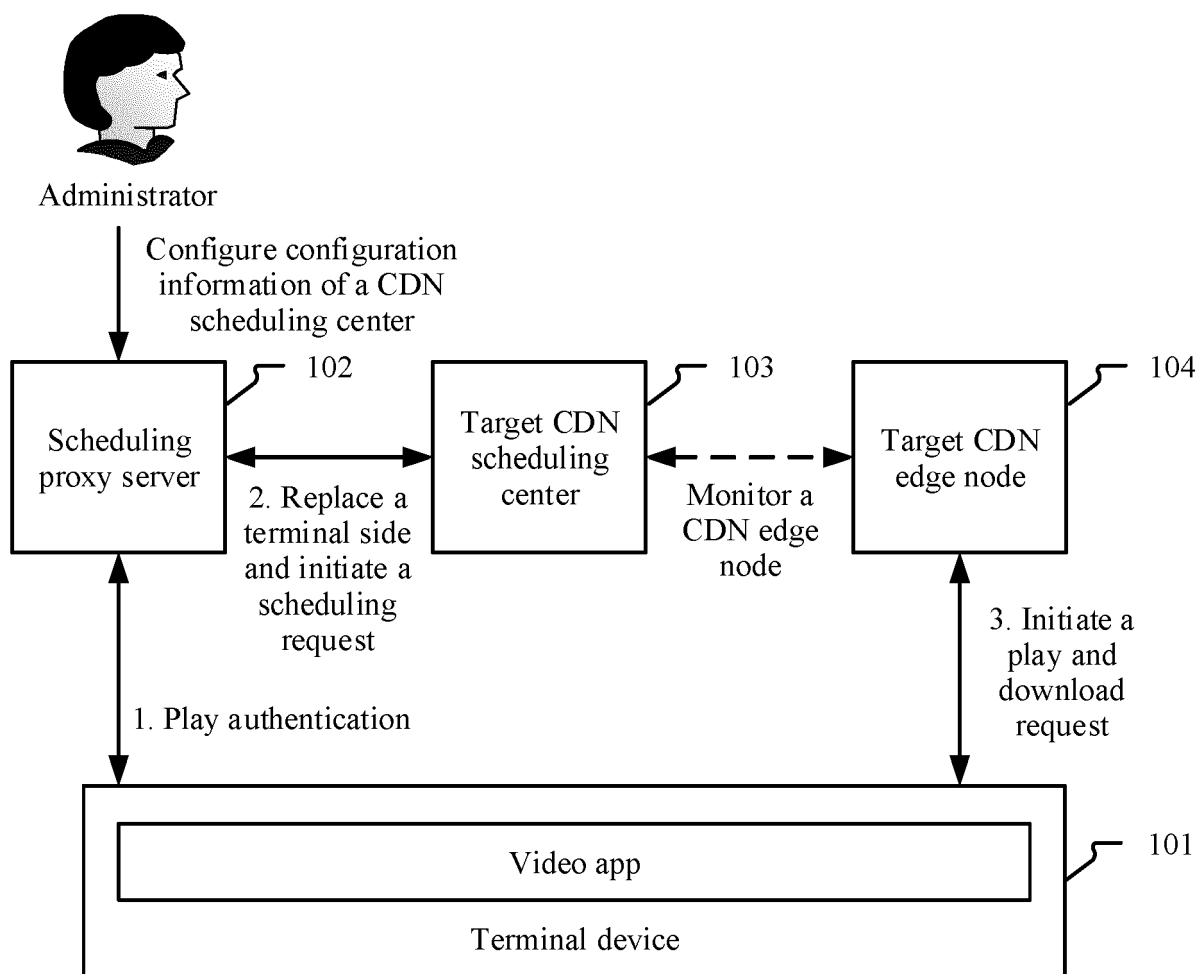 Administrator
Configure configuration
information of a CDN
scheduling center
102
103
104
Scheduling
proxy server
Target CDN
scheduling
center
Target CDN
edge node
2. Replace a
terminal side
and initiate a
scheduling
request
Monitor a
CDN edge
node
3. Initiate a
play and
download
request
1. Play authentication
Video app
101
Terminal device